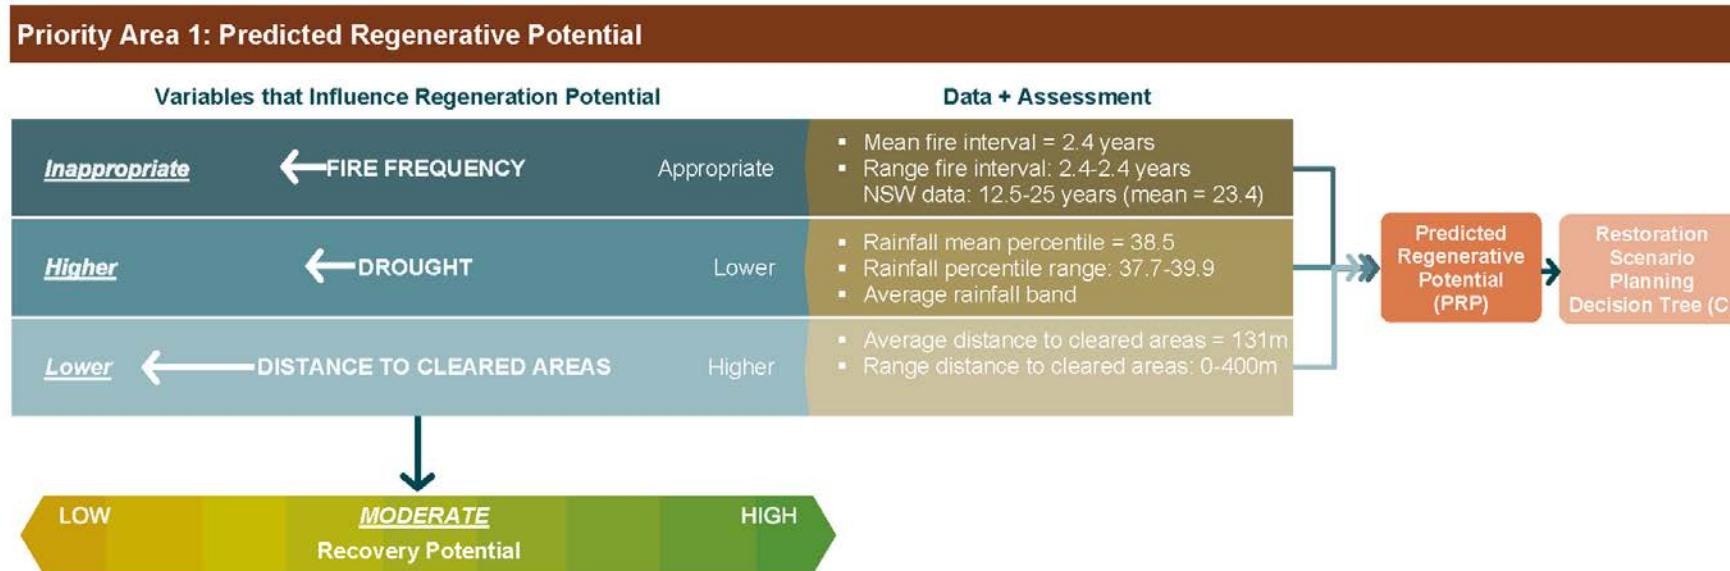 Priority Area 1: Predicted Regenerative Potential
Variables that Influence Regeneration Potential
Data + Assessment
Inappropriate
FIRE FREQUENCY
Appropriate
▪ Mean fire interval = 2.4 years
▪ Range fire interval: 2.4-2.4 years
NSW data: 12.5-25 years (mean = 23.4)
Higher
DROUGHT
Lower
▪ Rainfall mean percentile = 38.5
▪ Rainfall percentile range: 37.7-39.9
▪ Average rainfall band
Lower
DISTANCE TO CLEARED AREAS
Higher
▪ Average distance to cleared areas = 131m
▪ Range distance to cleared areas: 0-400m
Predicted
Regenerative
Potential
(PRP)
Restoration
Scenario
Planning
Decision Tree (C
LOW
MODERATE
HIGH
Recovery Potential